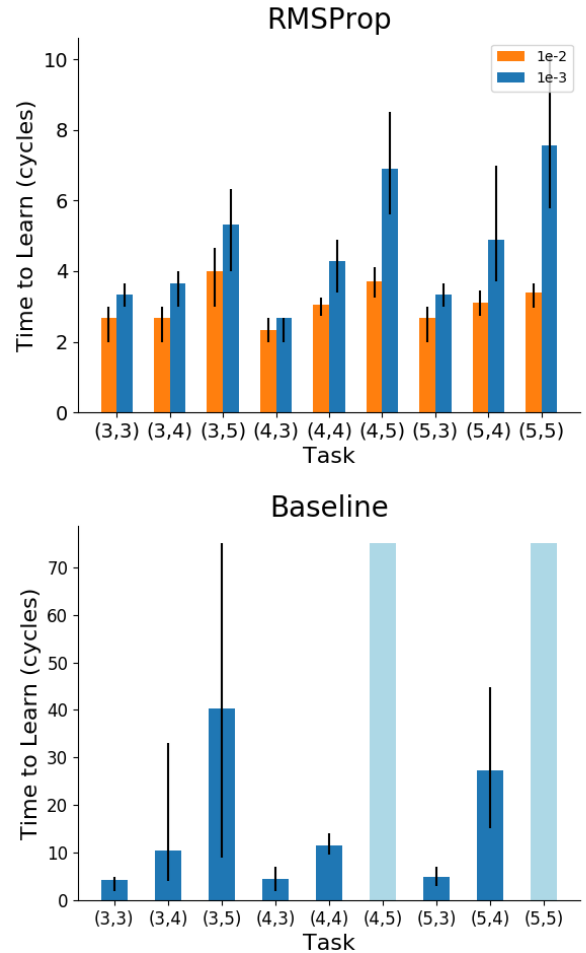 RMSProp
1e-2
1e-3
Time to Learn (cycles)
10
8
6
4
2
0
(3,3) (3,4) (3,5) (4,3) (4,4) (4,5) (5,3) (5,4) (5,5)
Task
Baseline
Time to Learn (cycles)
70
60
50
40
30
20
10
0
(3,3) (3,4) (3,5) (4,3) (4,4) (4,5) (5,3) (5,4) (5,5)
Task